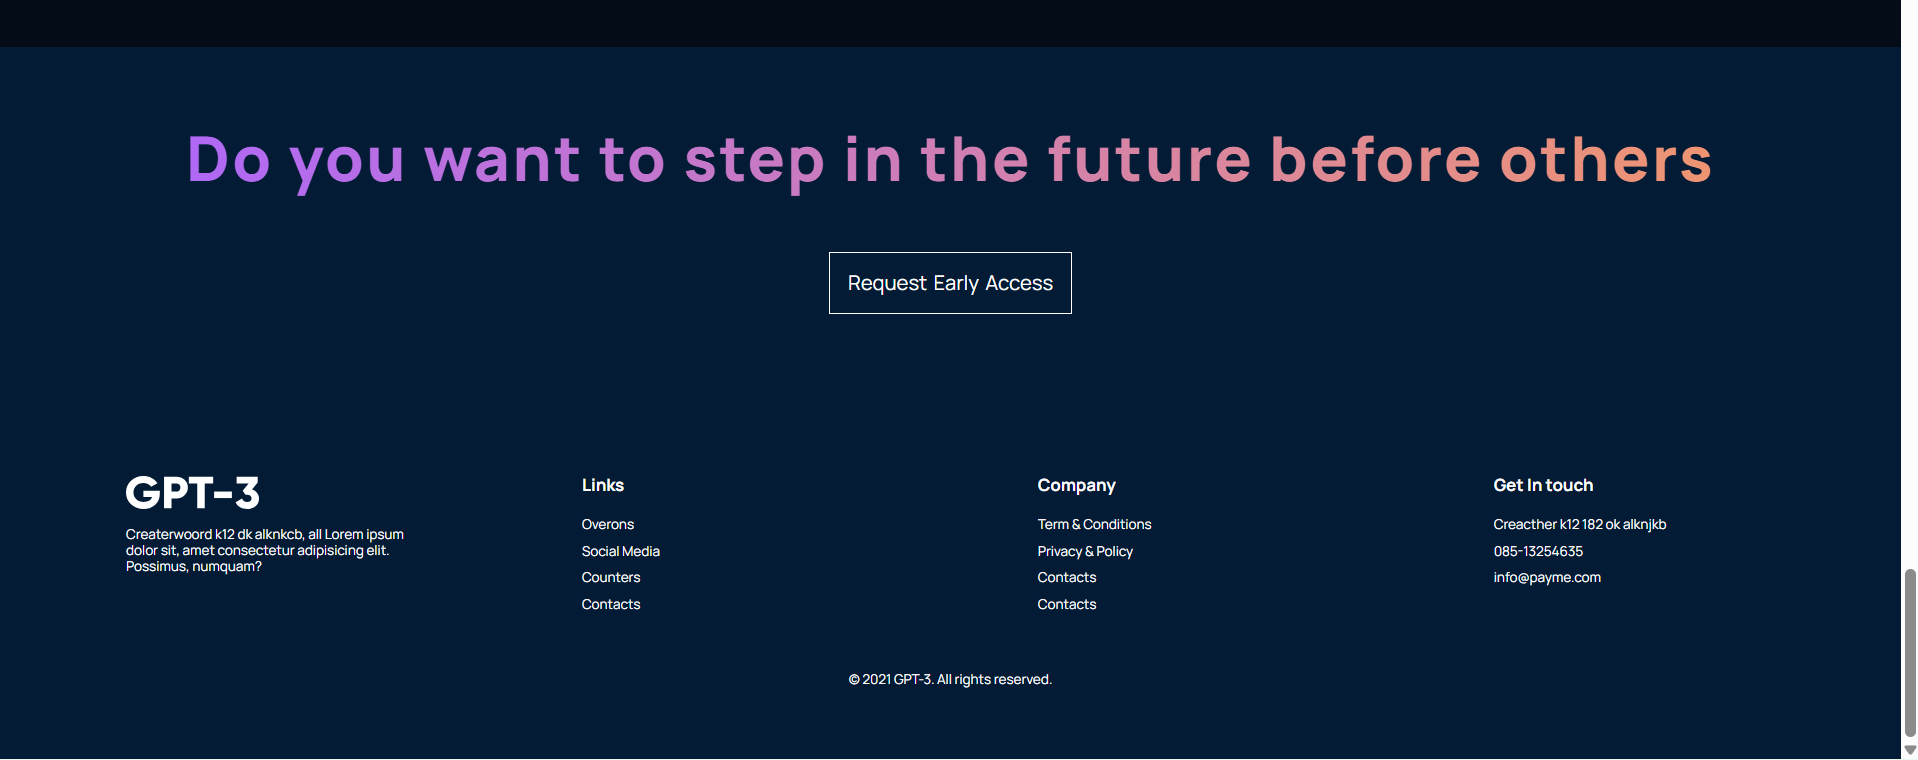 Do you want to step in the future before others
Request Early Access
GPT-3
Createrwoord k12 dk alknkcb, all Lorem ipsum
dolor sit, amet consectetur adipisicing elit.
Possimus, numquam?
Links
Overons
Social Media
Counters
Contacts
Company
Term & Conditions
Privacy & Policy
Contacts
Contacts
Get In touch
Creacther k12 182 ok alknjkb
085-13254635
info@payme.com
© 2021 GPT-3. All rights reserved.